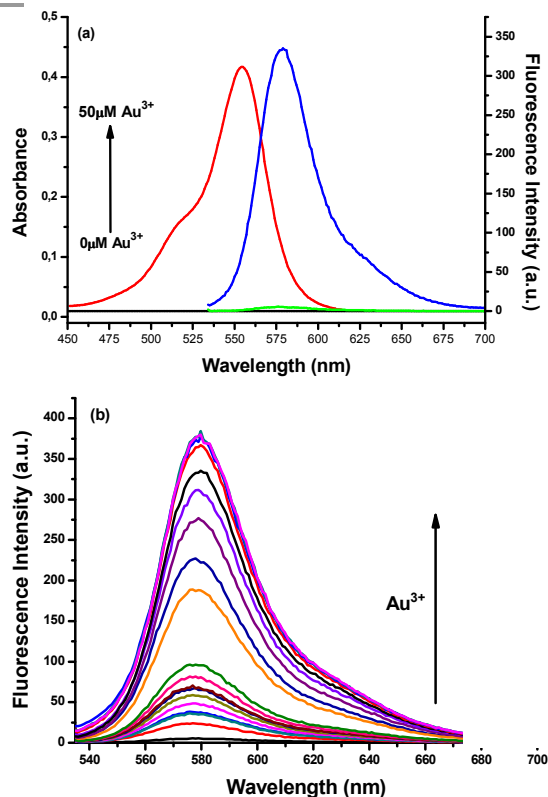 (a)
0,5
0,4
0,3
0,2
0,1
0,0
Absorbance
50μM Au³⁺
0μM Au³⁺
350
300
250
200
150
100
50
0
Fluorescence Intensity (a.u.)
450 475 500 525 550 575 600 625 650 675 700
Wavelength (nm)
(b)
400
350
300
250
200
150
100
50
0
Fluorescence Intensity (a.u.)
Au³⁺
540 560 580 600 620 640 660 680 700
Wavelength (nm)